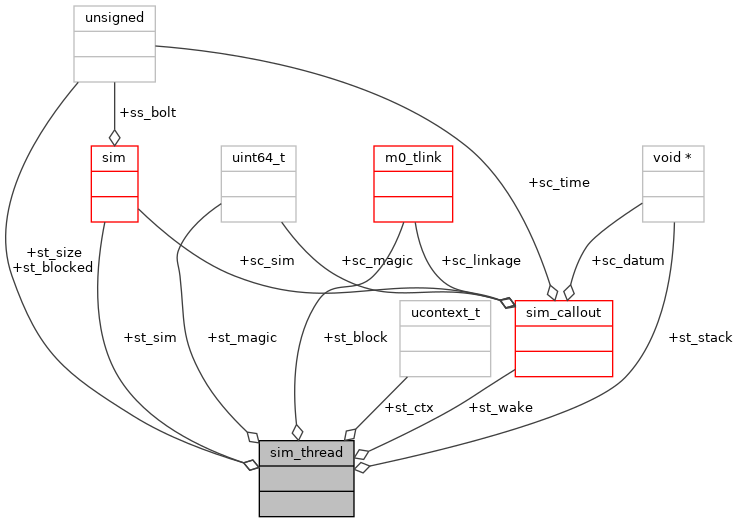 unsigned
+ss_bolt
sim
uint64_t
m0_tlink
void *
+sc_time
+st_size
+st_blocked
+sc_sim
+sc_magic
+sc_linkage
+sc_datum
ucontext_t
sim_callout
+st_sim
+st_magic
+st_block
+st_stack
+st_ctx
+st_wake
sim_thread